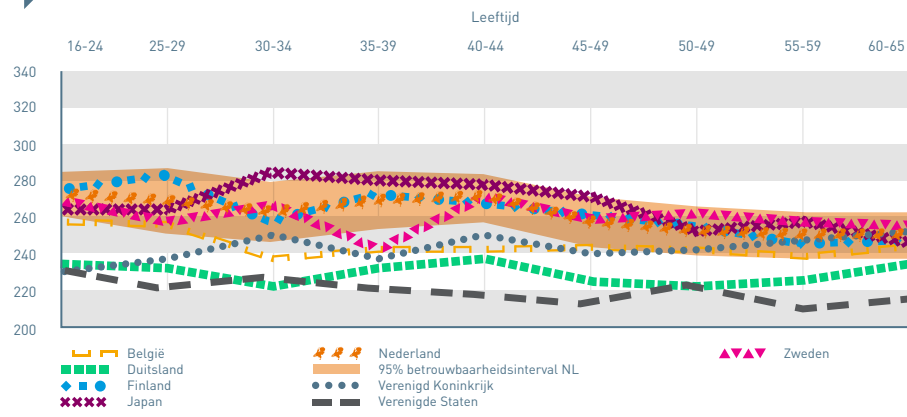 Leeftijd
16-24 25-29 30-34 35-39 40-44 45-49 50-49 55-59 60-65
340
320
300
280
260
240
220
200
België Nederland Zweden
Duitsland 95% betrouwbaarheidsinterval NL
Finland Verenigd Koninkrijk
Japan Verenigde Staten